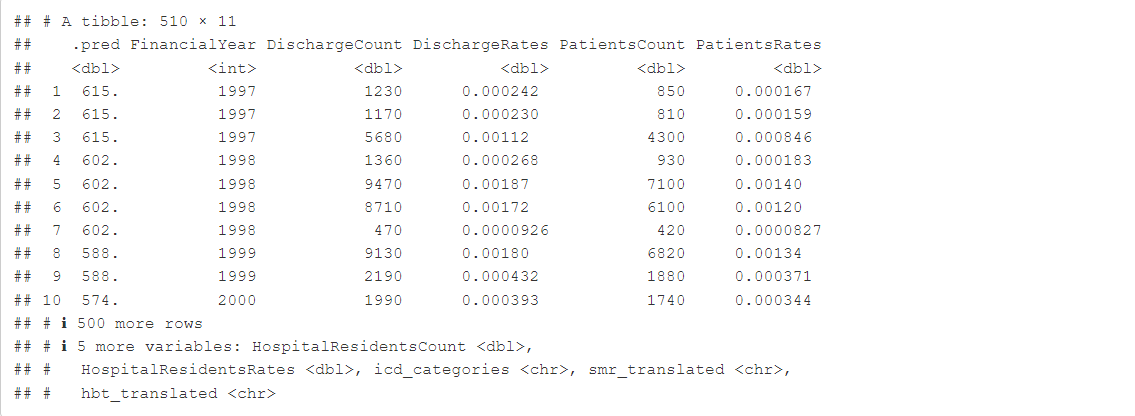 ## # A tibble: 510 × 11
##    .pred FinancialYear DischargeCount DischargeRates PatientsCount PatientsRates
##    <dbl>         <int>          <dbl>          <dbl>         <dbl>         <dbl>
##  1  615.          1997           1230      0.000242            850     0.000167
##  2  615.          1997           1170      0.000230            810     0.000159
##  3  615.          1997           5680      0.00112            4300     0.000846
##  4  602.          1998           1360      0.000268            930     0.000183
##  5  602.          1998           9470      0.00187            7100     0.00140
##  6  602.          1998           8710      0.00172            6100     0.00120
##  7  602.          1998            470      0.0000926           420     0.0000827
##  8  588.          1999           9130      0.00180            6820     0.00134
##  9  588.          1999           2190      0.000432           1880     0.000371
## 10  574.          2000           1990      0.000393           1740     0.000344
## # ℹ 500 more rows
## # ℹ 5 more variables: HospitalResidentsCount <dbl>,
## #   HospitalResidentsRates <dbl>, icd_categories <chr>, smr_translated <chr>,
## #   hbt_translated <chr>